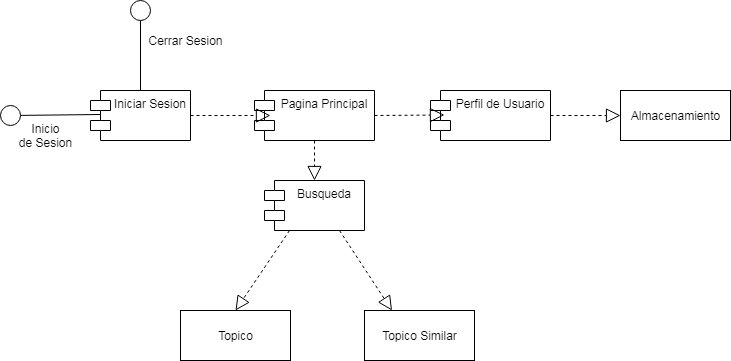 Cerrar Sesion
Iniciar Sesion
Pagina Principal
Perfil de Usuario
Almacenamiento
Inicio
de Sesion
Busqueda
Topico
Topico Similar